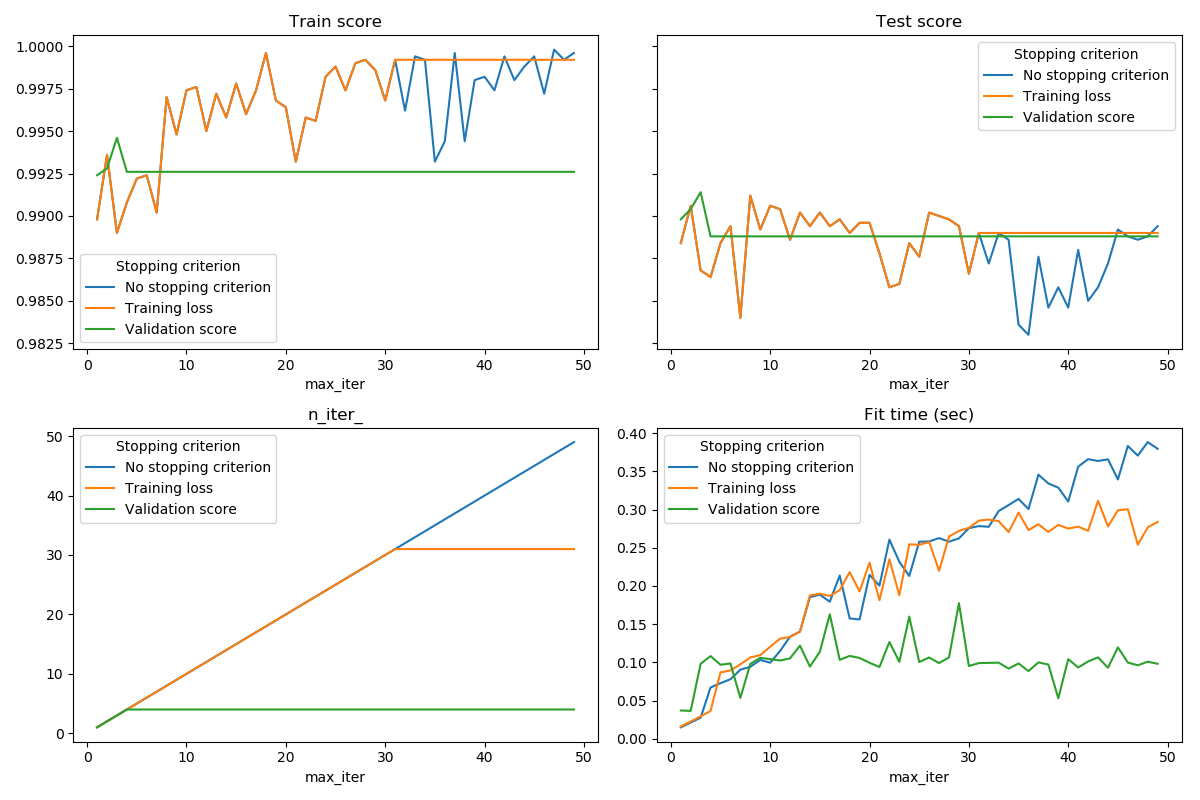 Train score
1.0000
0.9975
0.9950
0.9925
0.9900
0.9875
0.9850
0.9825
Stopping criterion
No stopping criterion
Training loss
Validation score
0 10 20 30 40 50
max_iter
Test score
Stopping criterion
No stopping criterion
Training loss
Validation score
0 10 20 30 40 50
max_iter
n_iter_
50
40
30
20
10
0
Stopping criterion
No stopping criterion
Training loss
Validation score
0 10 20 30 40 50
max_iter
Fit time (sec)
0.40
0.35
0.30
0.25
0.20
0.15
0.10
0.05
0.00
Stopping criterion
No stopping criterion
Training loss
Validation score
0 10 20 30 40 50
max_iter